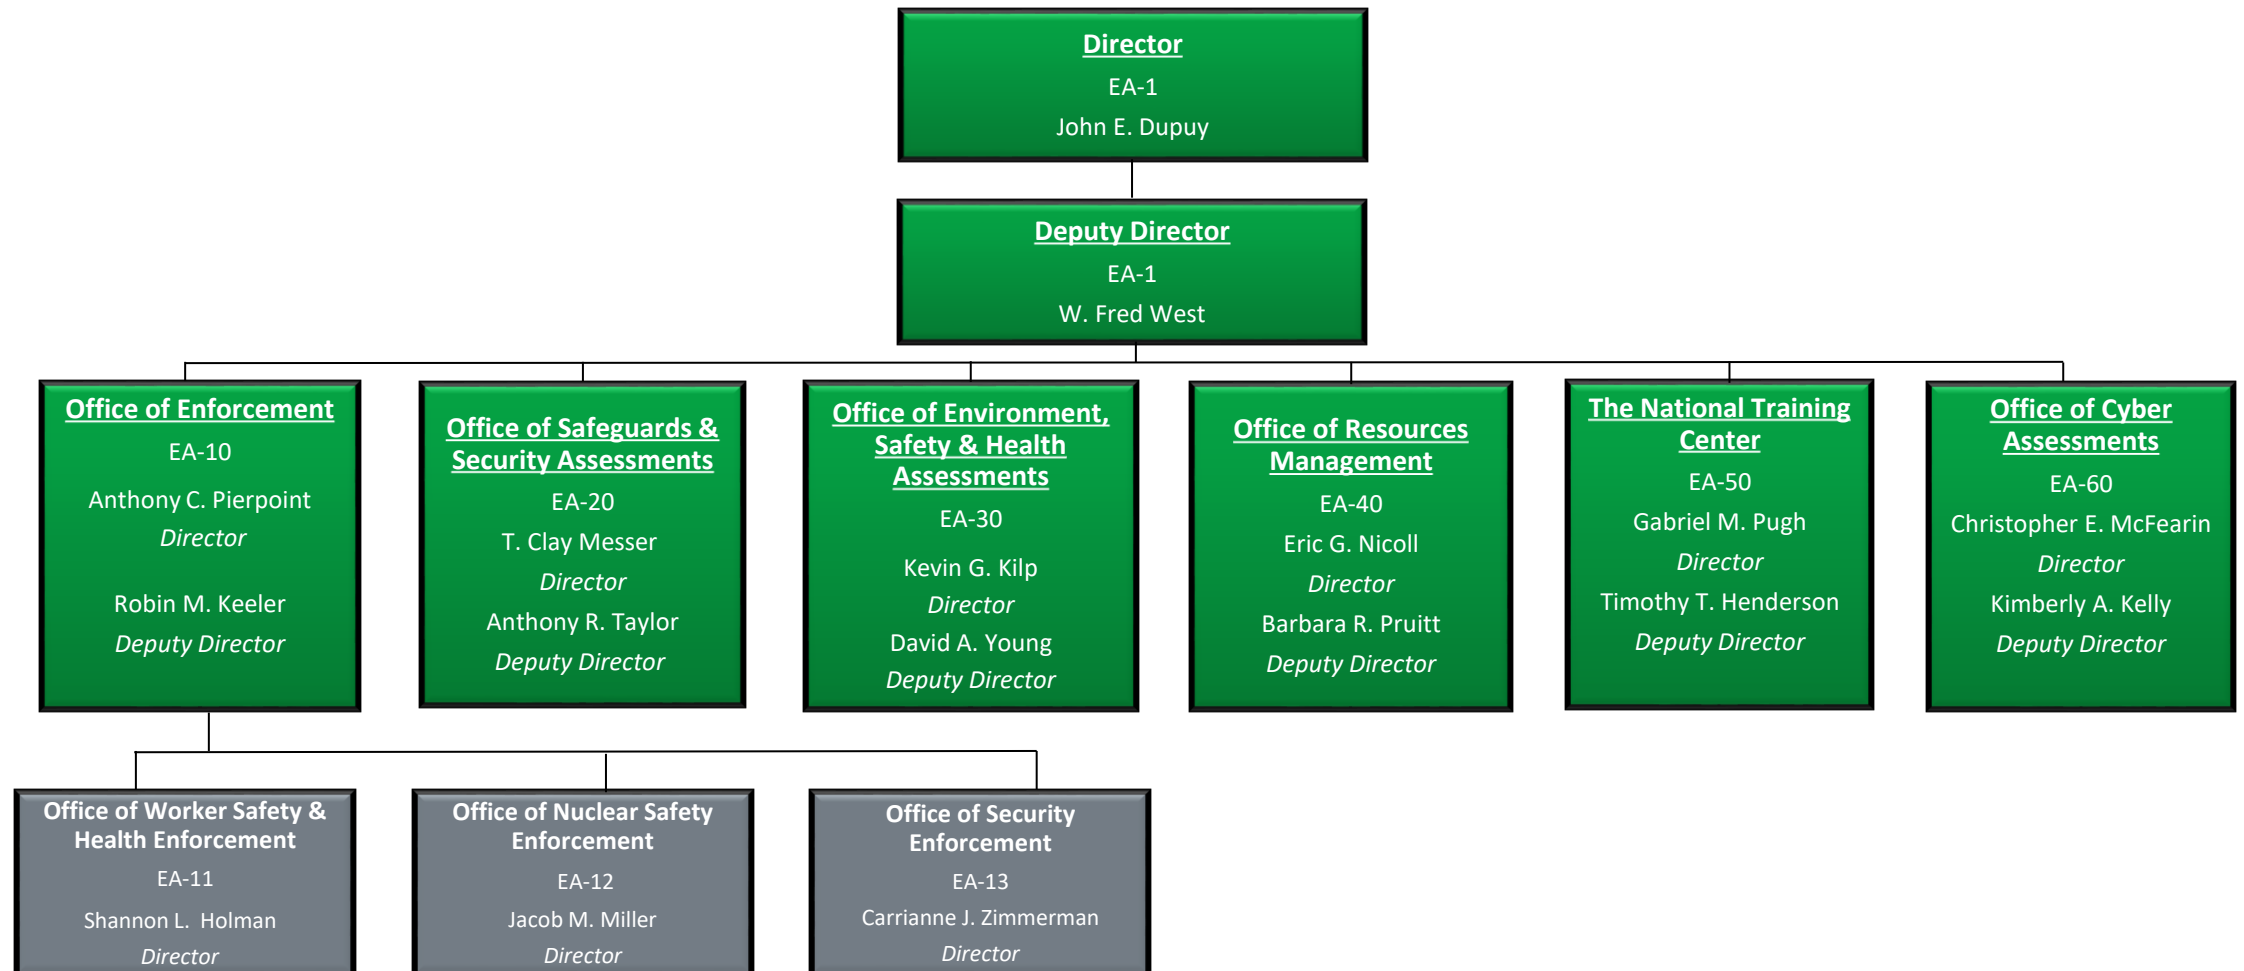 Director
EA-1
John E. Dupuy
Deputy Director
EA-1
W. Fred West
Office of Enforcement
EA-10
Anthony C. Pierpoint
Director
Robin M. Keeler
Deputy Director
Office of Safeguards &
Security Assessments
EA-20
T. Clay Messer
Director
Anthony R. Taylor
Deputy Director
Office of Environment,
Safety & Health
Assessments
EA-30
Kevin G. Kilp
Director
David A. Young
Deputy Director
Office of Resources
Management
EA-40
Eric G. Nicoll
Director
Barbara R. Pruitt
Deputy Director
The National Training
Center
EA-50
Gabriel M. Pugh
Director
Timothy T. Henderson
Deputy Director
Office of Cyber
Assessments
EA-60
Christopher E. McFearin
Director
Kimberly A. Kelly
Deputy Director
Office of Worker Safety &
Health Enforcement
EA-11
Shannon L.  Holman
Director
Office of Nuclear Safety
Enforcement
EA-12
Jacob M. Miller
Director
Office of Security
Enforcement
EA-13
Carrianne J. Zimmerman
Director